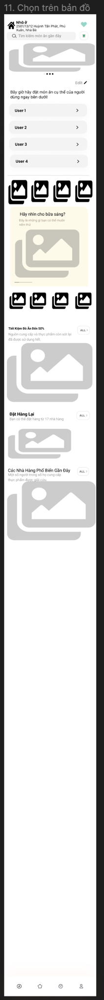 11. Chọn trên bản đồ
Nhà ở
2581/13/12 Huỳnh Tấn Phát, Phú
Xuân, Nhà Bè
Tìm kiếm món ăn gần đây
Edit
Bây giờ hãy đặt món ăn cụ thể của người
dùng ngay bên dưới!
User 1
User 2
User 3
User 4
Hãy nhìn cho bữa sáng?
Đây là những gì bạn có thể muốn
nếm thử
Tiết Kiệm Đồ Ăn Đến 50%
ALL
Nguồn cung cấp và thực phẩm còn sót lại
đã được sử dụng hết.
Đặt Hàng Lại
ALL
Bạn có thể đặt hàng từ 17 nhà hàng
Các Nhà Hàng Phổ Biến Gần Đây
ALL
Một số người trong số họ cung cấp
thực phẩm được giải cứu.